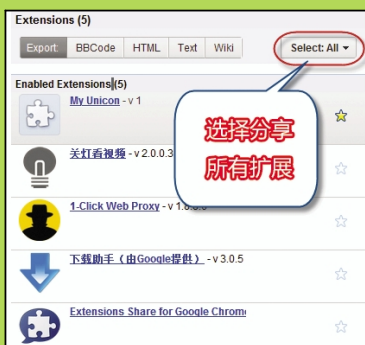 Extensions (5)
Export: BBCode HTML Text Wiki Select: All
Enabled Extensions (5)
My Unicon - v 1
选择分享
所有扩展
关灯看视频 - v 2.0.0.3
1-Click Web Proxy - v
下载助手（由Google提供） - v 3.0.5
Extensions Share for Google Chrome